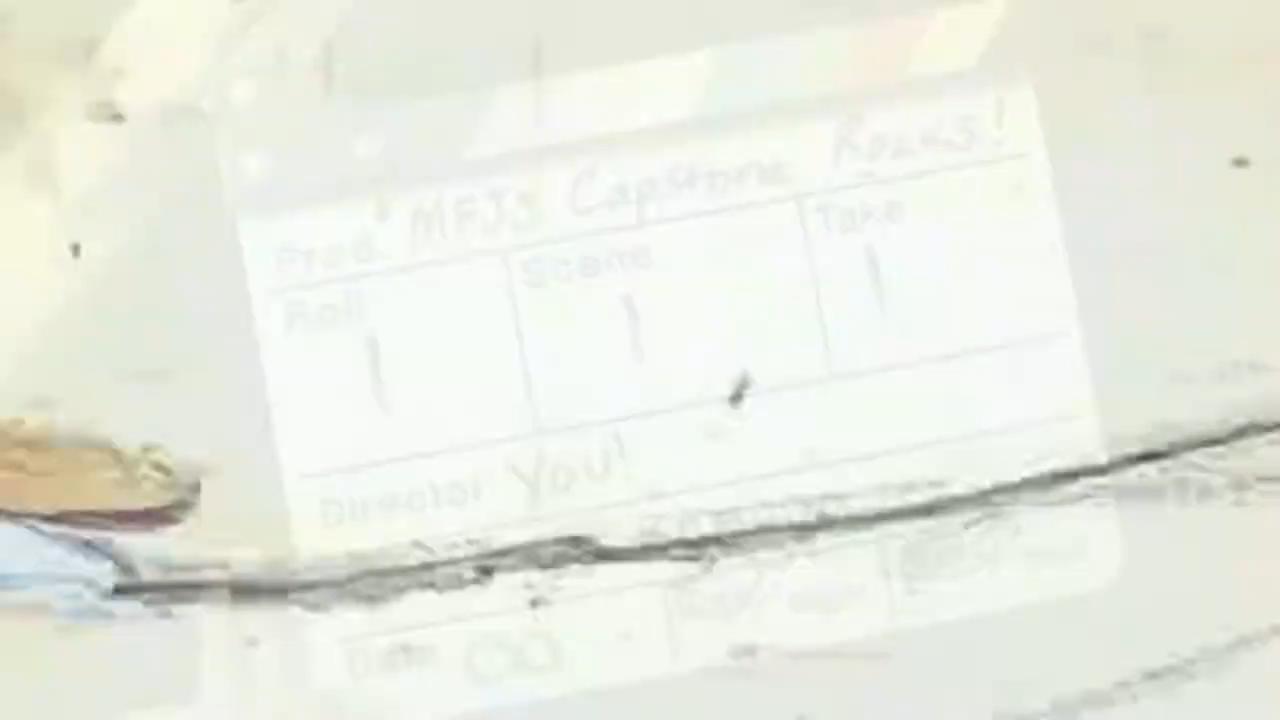 Prod. MFJS Capstone Rocks!
Roll Scene Take
1 1 1
Director You!
Date